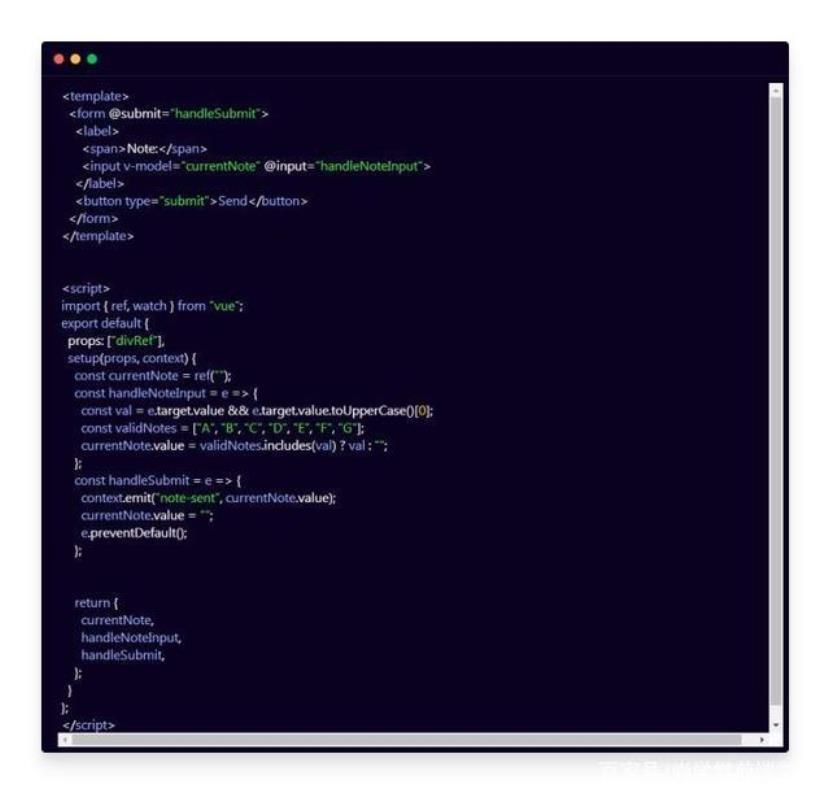 <template>
<form @submit="handleSubmit">
<label>
<span>Note:</span>
<input v-model="currentNote" @input="handleNoteInput">
</label>
<button type="submit">Send</button>
</form>
</template>
<script>
import { ref, watch } from "vue";
export default {
props: ["divRef"],
setup(props, context) {
const currentNote = ref("");
const handleNoteInput = e => {
const val = e.target.value && e.target.value.toUpperCase()[0];
const validNotes = ["A", "B", "C", "D", "E", "F", "G"];
currentNote.value = validNotes.includes(val) ? val : "";
};
const handleSubmit = e => {
context.emit("note-sent", currentNote.value);
currentNote.value = "";
e.preventDefault();
};
return {
currentNote,
handleNoteInput,
handleSubmit,
};
}
};
</script>